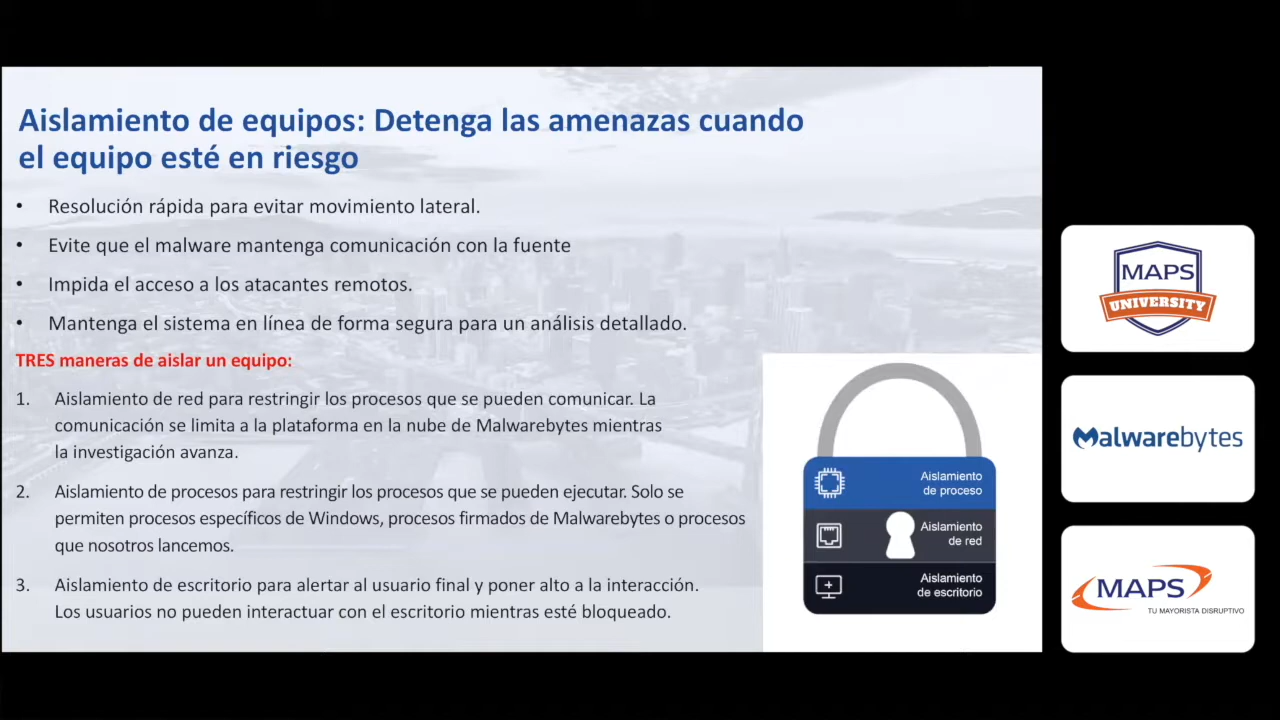 Aislamiento de equipos: Detenga las amenazas cuando
el equipo esté en riesgo
• Resolución rápida para evitar movimiento lateral.
• Evite que el malware mantenga comunicación con la fuente
• Impida el acceso a los atacantes remotos.
• Mantenga el sistema en línea de forma segura para un análisis detallado.
TRES maneras de aislar un equipo:
1. Aislamiento de red para restringir los procesos que se pueden comunicar. La
comunicación se limita a la plataforma en la nube de Malwarebytes mientras
la investigación avanza.
2. Aislamiento de procesos para restringir los procesos que se pueden ejecutar. Solo se
permiten procesos específicos de Windows, procesos firmados de Malwarebytes o procesos
que nosotros lancemos.
3. Aislamiento de escritorio para alertar al usuario final y poner alto a la interacción.
Los usuarios no pueden interactuar con el escritorio mientras esté bloqueado.
Aislamiento
de proceso
Aislamiento
de red
Aislamiento
de escritorio
MAPS
UNIVERSITY
Malwarebytes
MAPS
TU MAYORISTA DISRUPTIVO